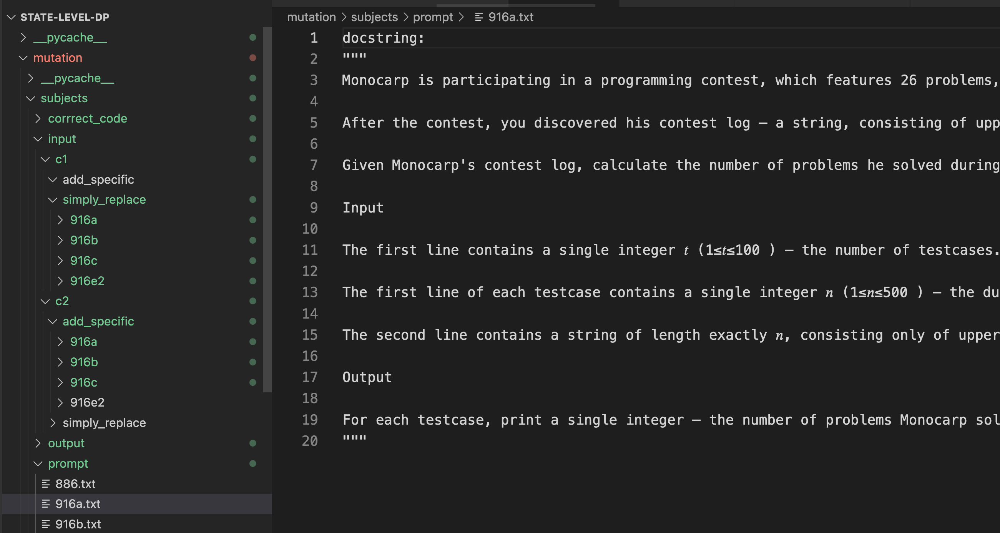 STATE-LEVEL-DP
__pycache__
mutation
__pycache__
subjects
corrrect_code
input
c1
add_specific
simply_replace
916a
916b
916c
916e2
c2
add_specific
916a
916b
916c
916e2
simply_replace
output
prompt
886.txt
916a.txt
916b.txt
mutation > subjects > prompt > 916a.txt
1 docstring:
2 """
3 Monocarp is participating in a programming contest, which features 26 problems,
4
5 After the contest, you discovered his contest log — a string, consisting of upp
6
7 Given Monocarp's contest log, calculate the number of problems he solved during
8
9 Input
10
11 The first line contains a single integer 𝑡 (1≤𝑡≤100 ) — the number of testcases.
12
13 The first line of each testcase contains a single integer 𝑛 (1≤𝑛≤500 ) — the du
14
15 The second line contains a string of length exactly 𝑛, consisting only of upper
16
17 Output
18
19 For each testcase, print a single integer — the number of problems Monocarp sol
20 """